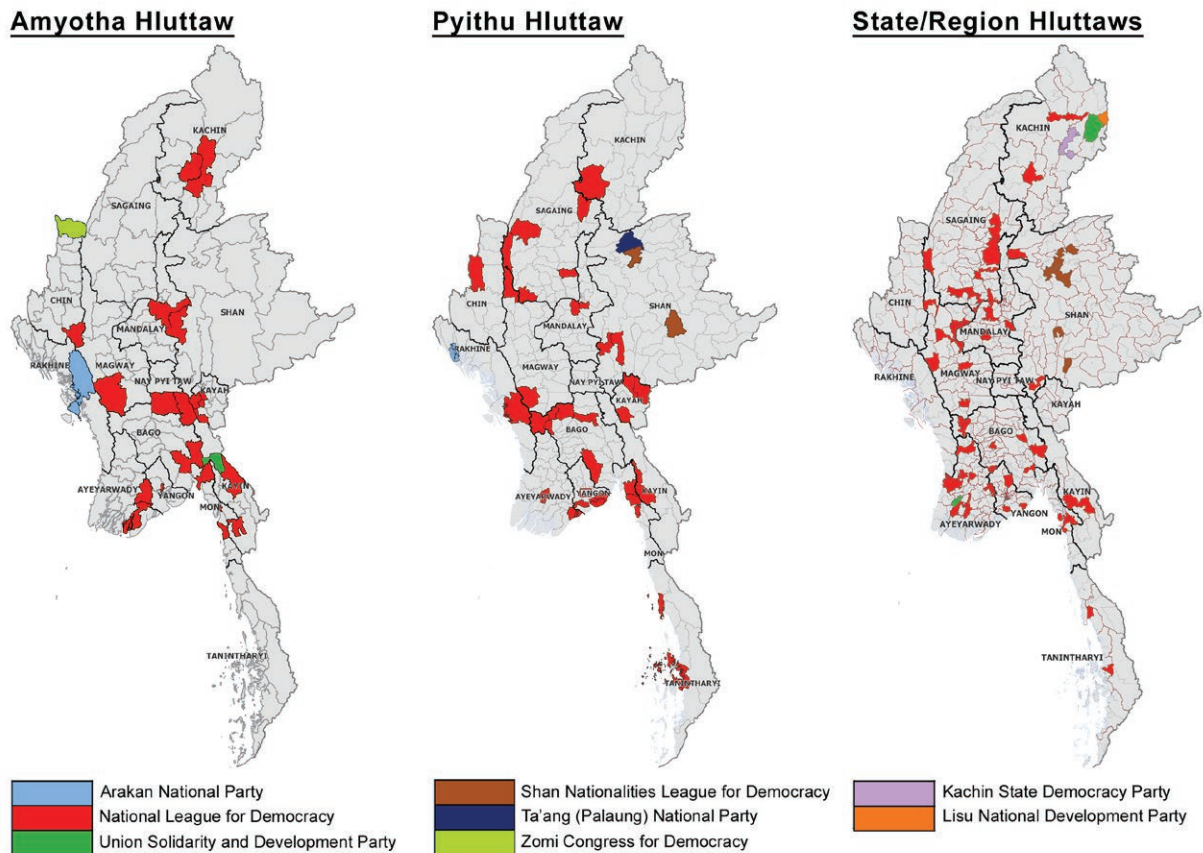 Amyotha Hluttaw
KACHIN
SAGAING
CHIN
SHAN
MANDALAY
RAKHINE
MAGWAY
NAY PYI TAW
KAYAH
BAGO
KAYIN
AYEYARWADY
YANGON
MON
TANINTHARYI
Pyithu Hluttaw
KACHIN
SAGAING
CHIN
SHAN
MANDALAY
RAKHINE
MAGWAY
NAY PYI TAW
KAYAH
BAGO
AYEYARWADY
YANGON
KAYIN
MON
TANINTHARYI
State/Region Hluttaws
KACHIN
SAGAING
CHIN
SHAN
MANDALAY
RAKHINE
MAGWAY
NAY PYI TAW
KAYAH
BAGO
KAYIN
YANGON
AYEYARWADY
MON
TANINTHARYI
Arakan National Party
National League for Democracy
Union Solidarity and Development Party
Shan Nationalities League for Democracy
Ta'ang (Palaung) National Party
Zomi Congress for Democracy
Kachin State Democracy Party
Lisu National Development Party